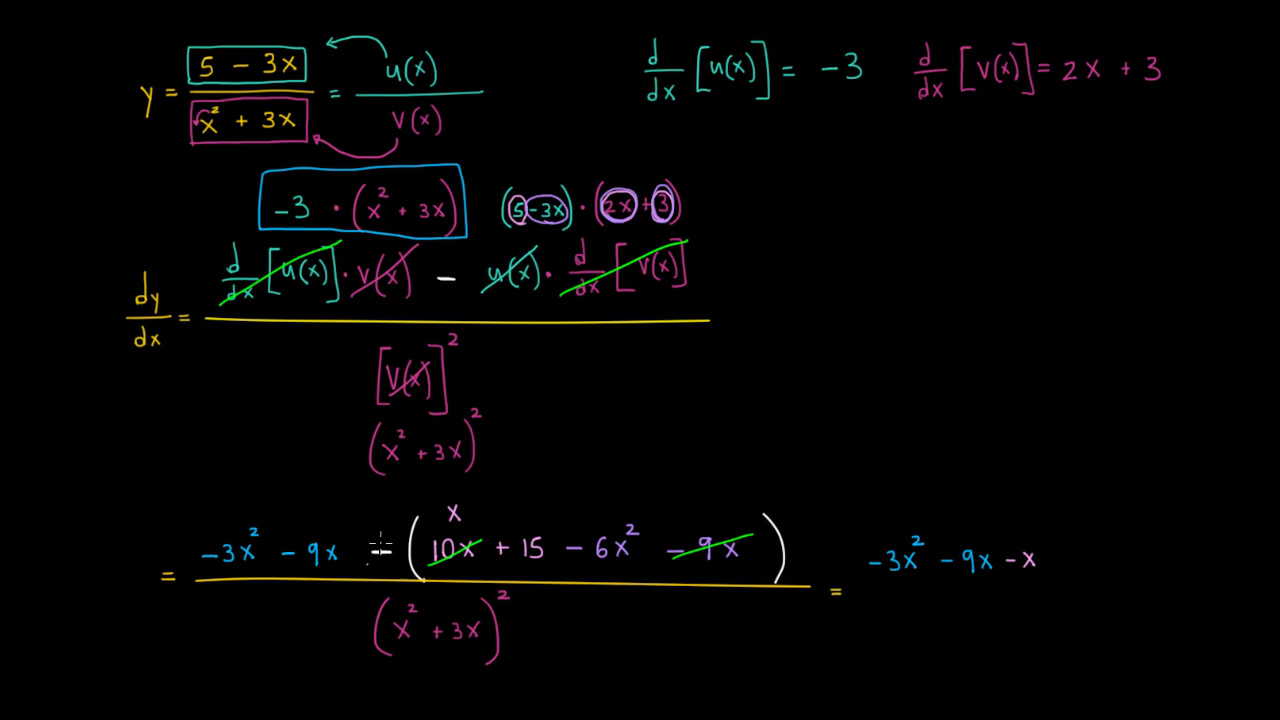 y = (5 - 3x)/(x² + 3x) = u(x)/v(x)
d/dx [u(x)] = -3
d/dx [v(x)] = 2x + 3
-3 · (x² + 3x) (5-3x) · (2x+3)
dy/dx = (d/dx [u(x)] · v(x) - u(x) · d/dx [v(x)])/[v(x)]²
(x² + 3x)²
x
= (-3x² - 9x - (10x + 15 - 6x² - 9x))/(x² + 3x)² = -3x² - 9x - x